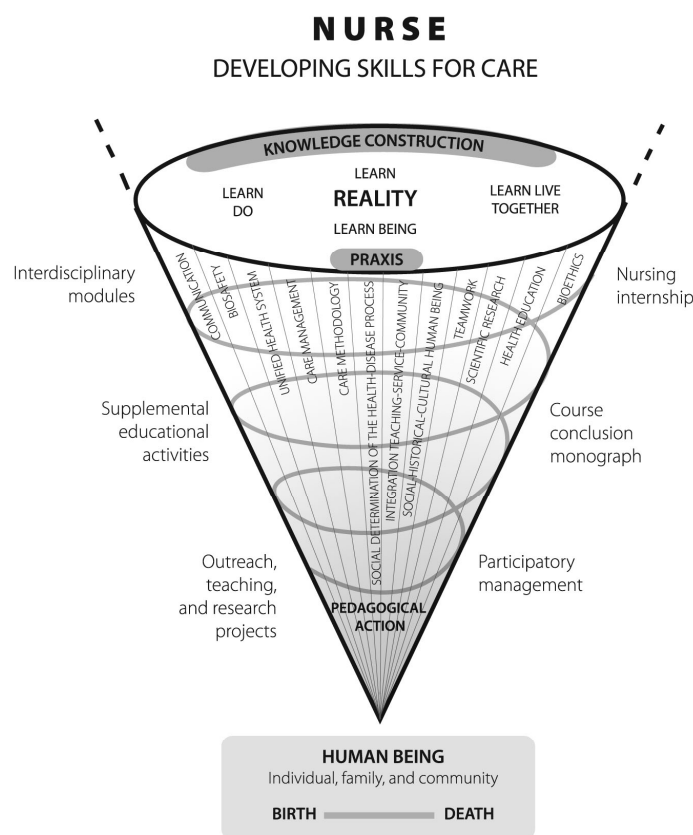 NURSE
DEVELOPING SKILLS FOR CARE
KNOWLEDGE CONSTRUCTION
LEARN
DO
LEARN
REALITY
LEARN BEING
LEARN LIVE
TOGETHER
PRAXIS
Interdisciplinary
modules
Nursing
internship
COMMUNICATION
BIOSAFETY
UNIFIED HEALTH SYSTEM
CARE MANAGEMENT
CARE METHODOLOGY
SOCIAL DETERMINATION OF THE HEALTH-DISEASE PROCESS
INTEGRATION TEACHING-SERVICE-COMMUNITY
SOCIAL-HISTORICAL-CULTURAL HUMAN BEING
TEAMWORK
SCIENTIFIC RESEARCH
HEALTH EDUCATION
BIOETHICS
Supplemental
educational
activities
Course
conclusion
monograph
Outreach,
teaching,
and research
projects
Participatory
management
PEDAGOGICAL
ACTION
HUMAN BEING
Individual, family, and community
BIRTH DEATH